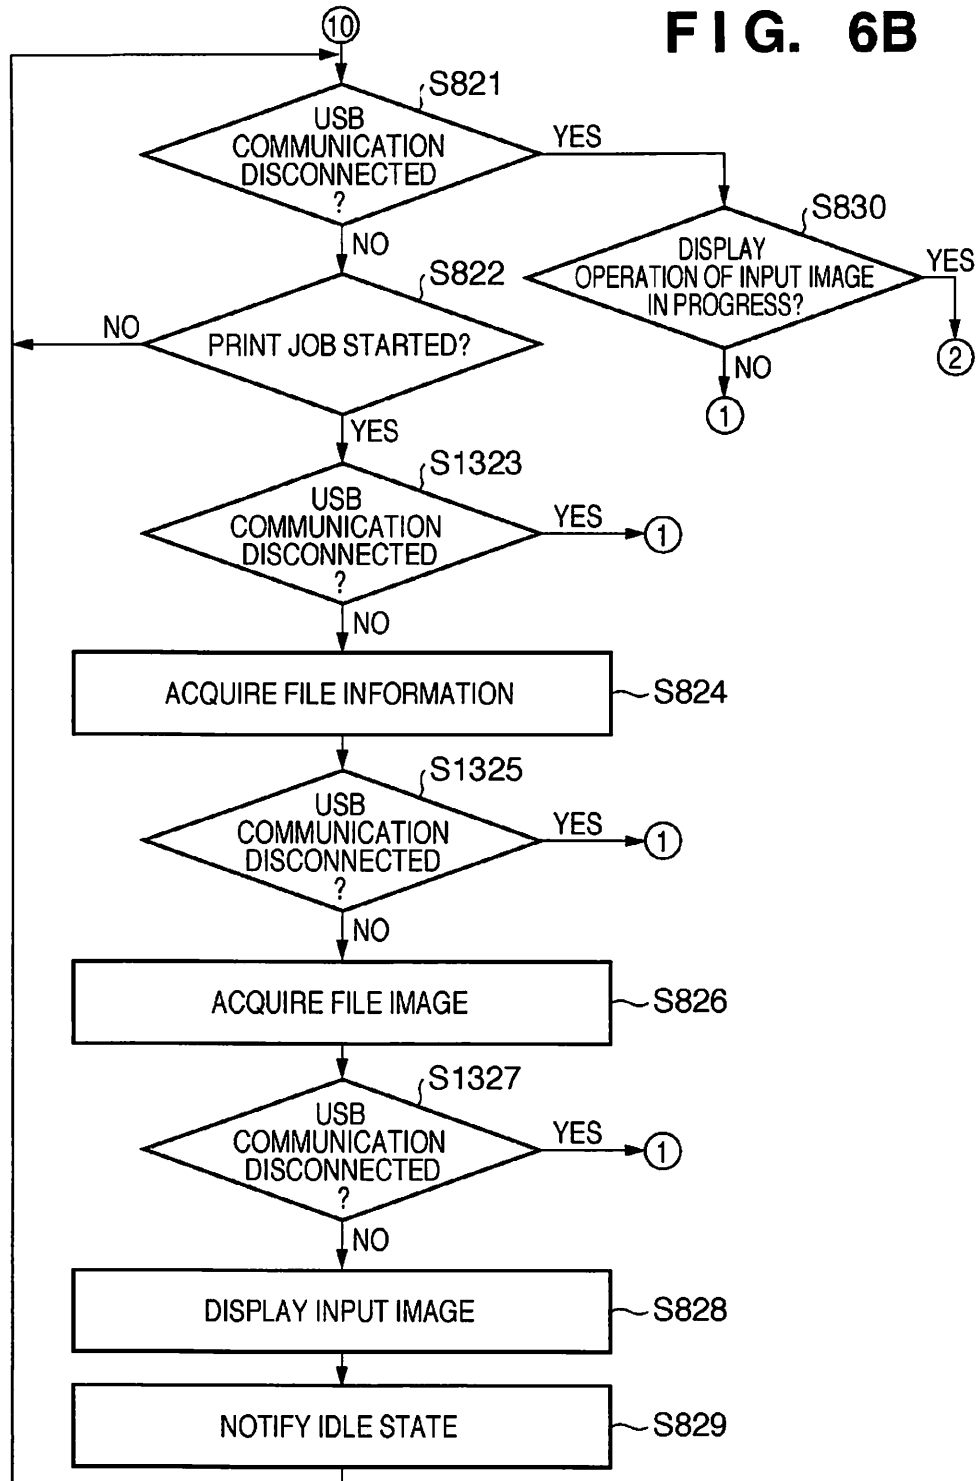 10
FIG. 6B
S821
USB
COMMUNICATION
DISCONNECTED
?
YES
NO
S830
DISPLAY
OPERATION OF INPUT IMAGE
IN PROGRESS?
YES
2
NO
1
S822
PRINT JOB STARTED?
NO
YES
S1323
USB
COMMUNICATION
DISCONNECTED
?
YES
1
NO
ACQUIRE FILE INFORMATION
S824
S1325
USB
COMMUNICATION
DISCONNECTED
?
YES
1
NO
ACQUIRE FILE IMAGE
S826
S1327
USB
COMMUNICATION
DISCONNECTED
?
YES
1
NO
DISPLAY INPUT IMAGE
S828
NOTIFY IDLE STATE
S829